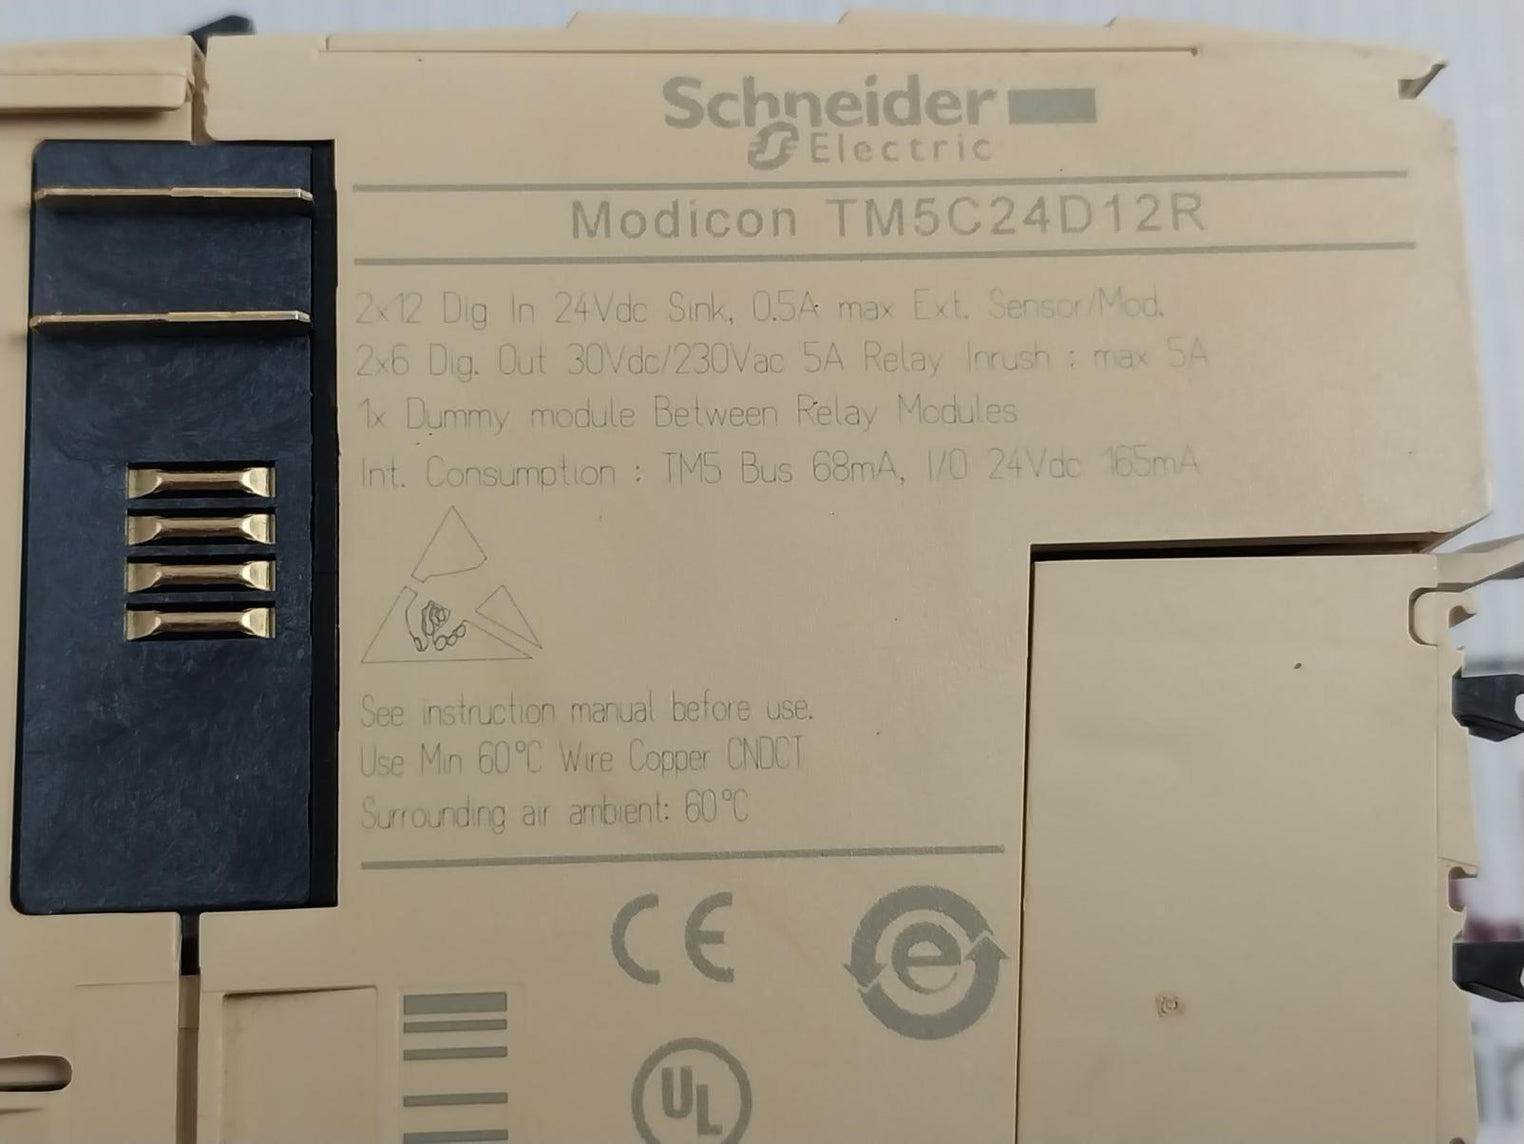 Schneider
Electric
Modicon TM5C24D12R
2x12 Dig In 24Vdc Sink, 0.5A max Ext. Sensor/Mod.
2x6 Dig. Out 30Vdc/230Vac 5A Relay Inrush : max 5A
1x Dummy module Between Relay Modules
Int. Consumption : TM5 Bus 68mA, I/O 24Vdc 165mA
See instruction manual before use.
Use Min 60°C Wire Copper CNDCT
Surrounding air ambient: 60°C
CE
e
UL